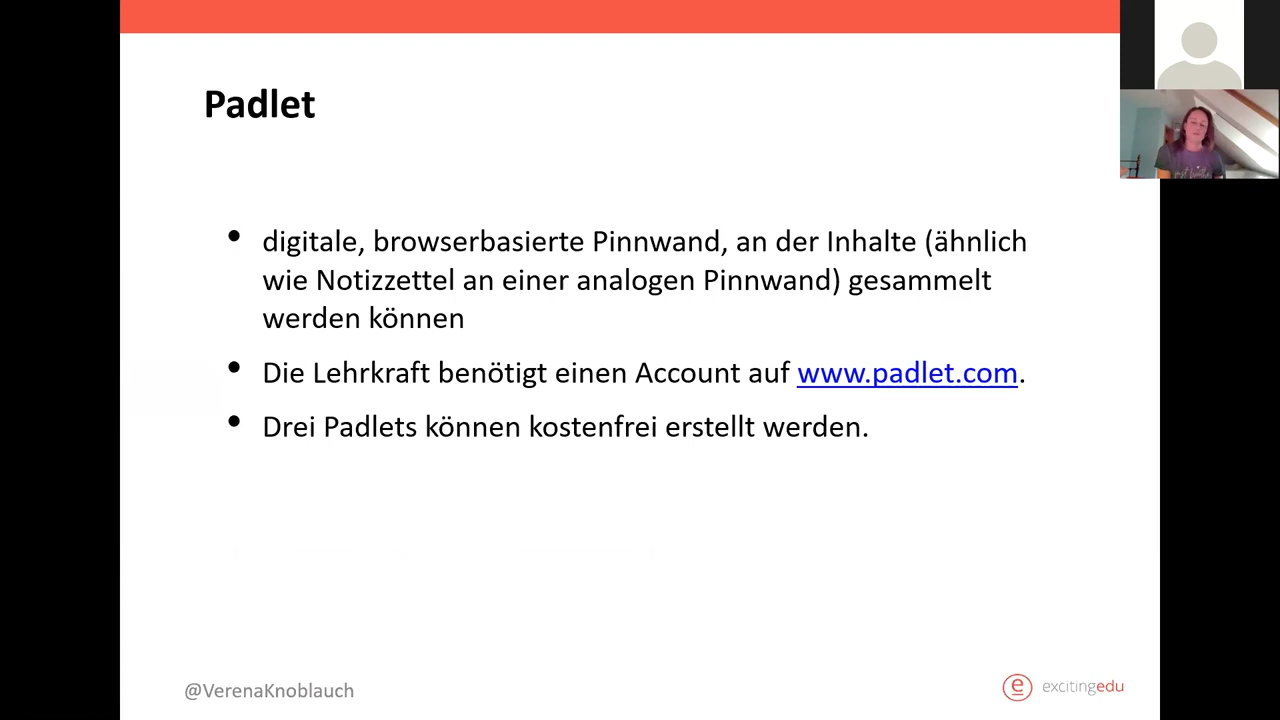 Padlet
• digitale, browserbasierte Pinnwand, an der Inhalte (ähnlich
wie Notizzettel an einer analogen Pinnwand) gesammelt
werden können
• Die Lehrkraft benötigt einen Account auf www.padlet.com.
• Drei Padlets können kostenfrei erstellt werden.
@VerenaKnoblauch
e excitingedu